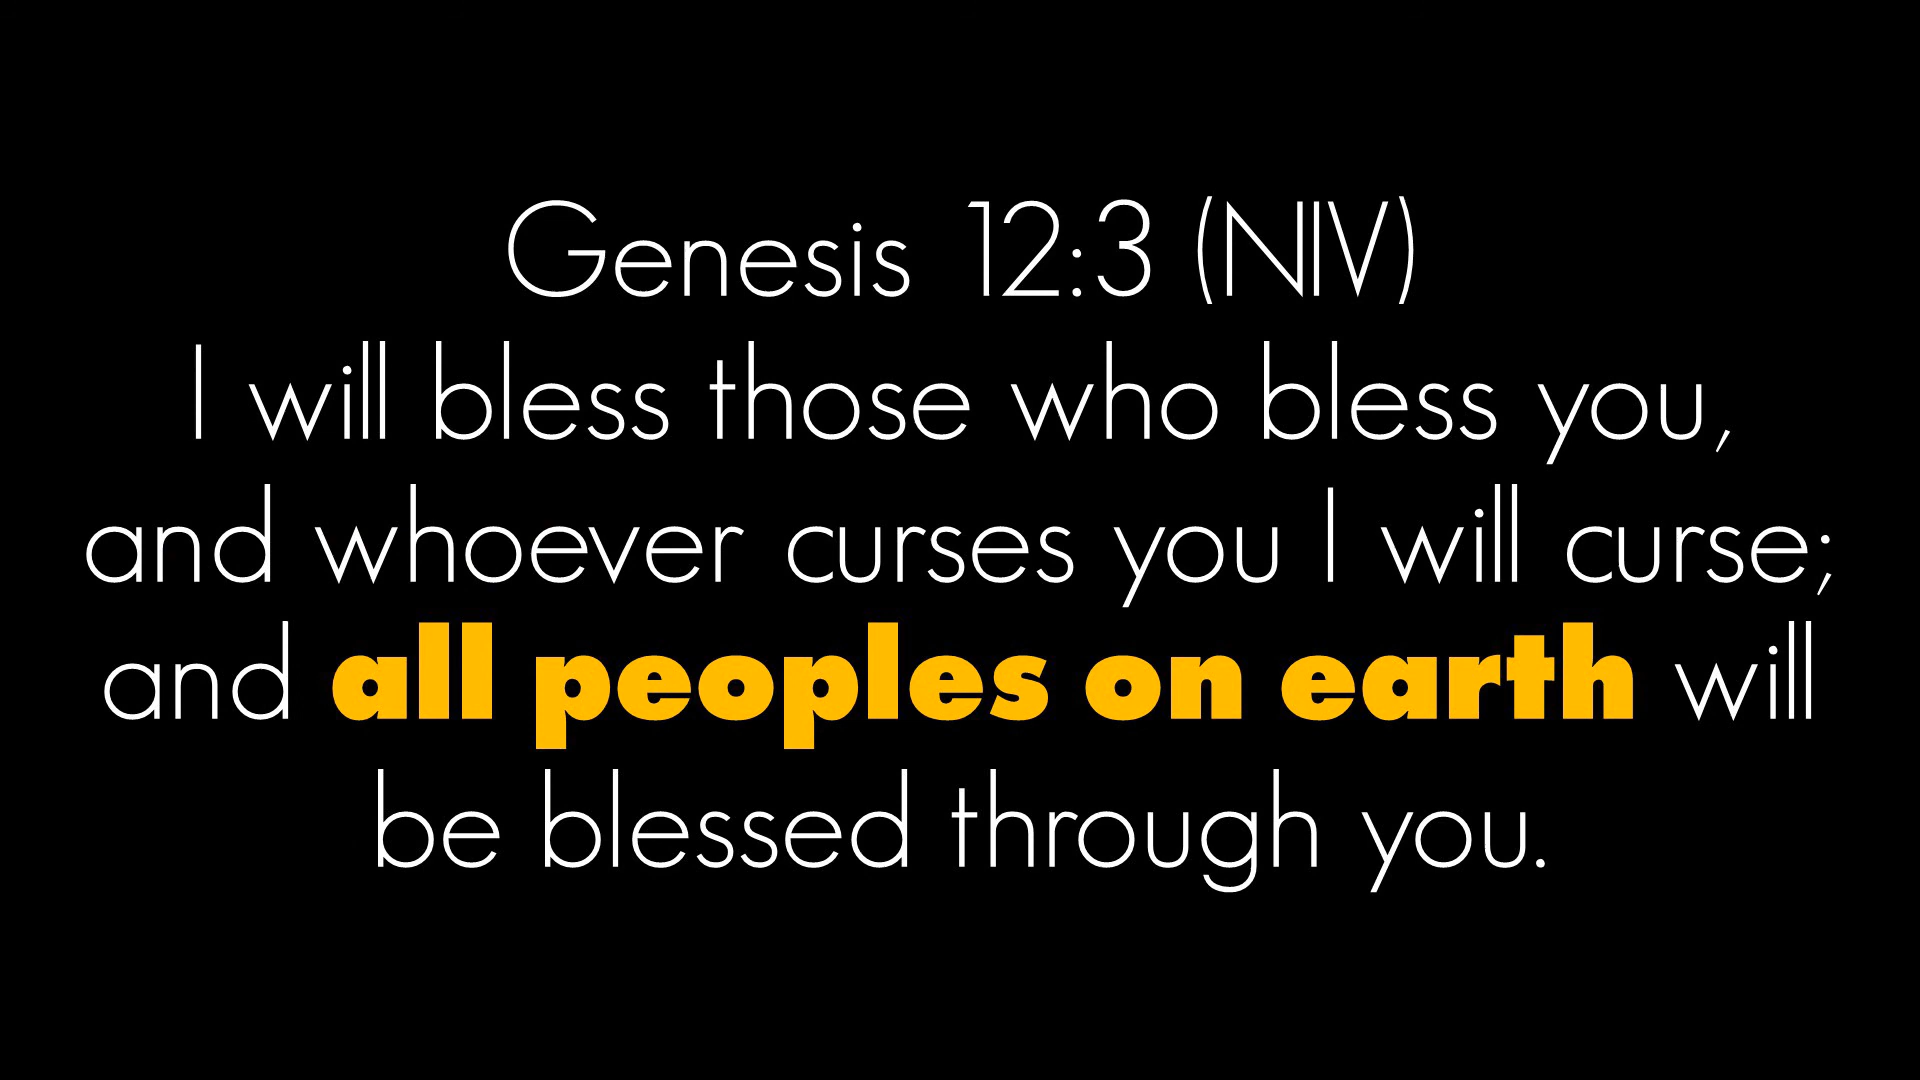 Genesis 12:3 (NIV)
I will bless those who bless you,
and whoever curses you I will curse;
and all peoples on earth will
be blessed through you.